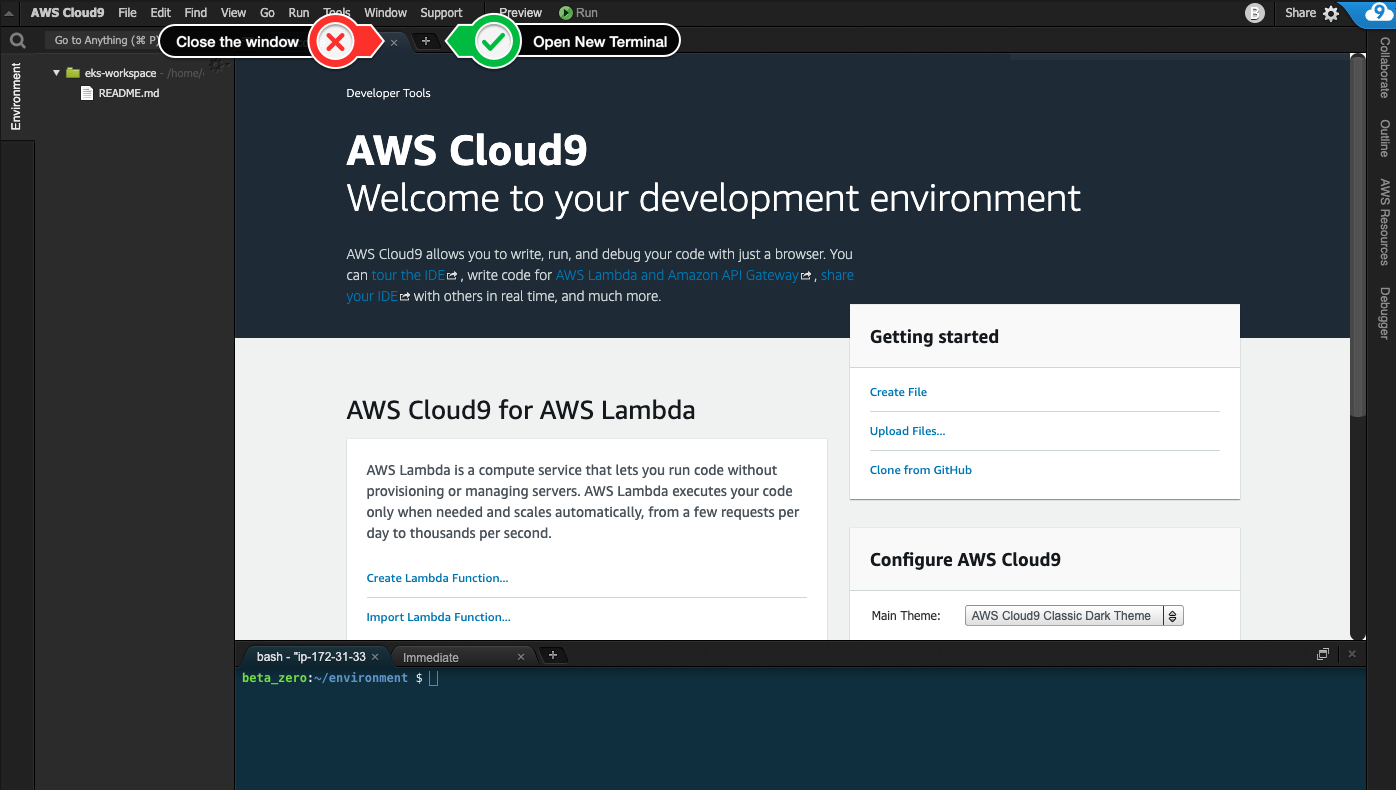 AWS Cloud9 File Edit Find View Go Run Tools Window Support Preview Run B Share 9
Go to Anything (⌘ P) Close the window Open New Terminal
Environment
eks-workspace - /home/
README.md
Developer Tools
AWS Cloud9
Welcome to your development environment
AWS Cloud9 allows you to write, run, and debug your code with just a browser. You
can tour the IDE, write code for AWS Lambda and Amazon API Gateway, share
your IDE with others in real time, and much more.
Getting started
Create File
Upload Files...
Clone from GitHub
AWS Cloud9 for AWS Lambda
AWS Lambda is a compute service that lets you run code without
provisioning or managing servers. AWS Lambda executes your code
only when needed and scales automatically, from a few requests per
day to thousands per second.
Create Lambda Function...
Import Lambda Function...
Configure AWS Cloud9
Main Theme: AWS Cloud9 Classic Dark Theme
Collaborate
Outline
AWS Resources
Debugger
bash - "ip-172-31-33 Immediate
beta_zero:~/environment $